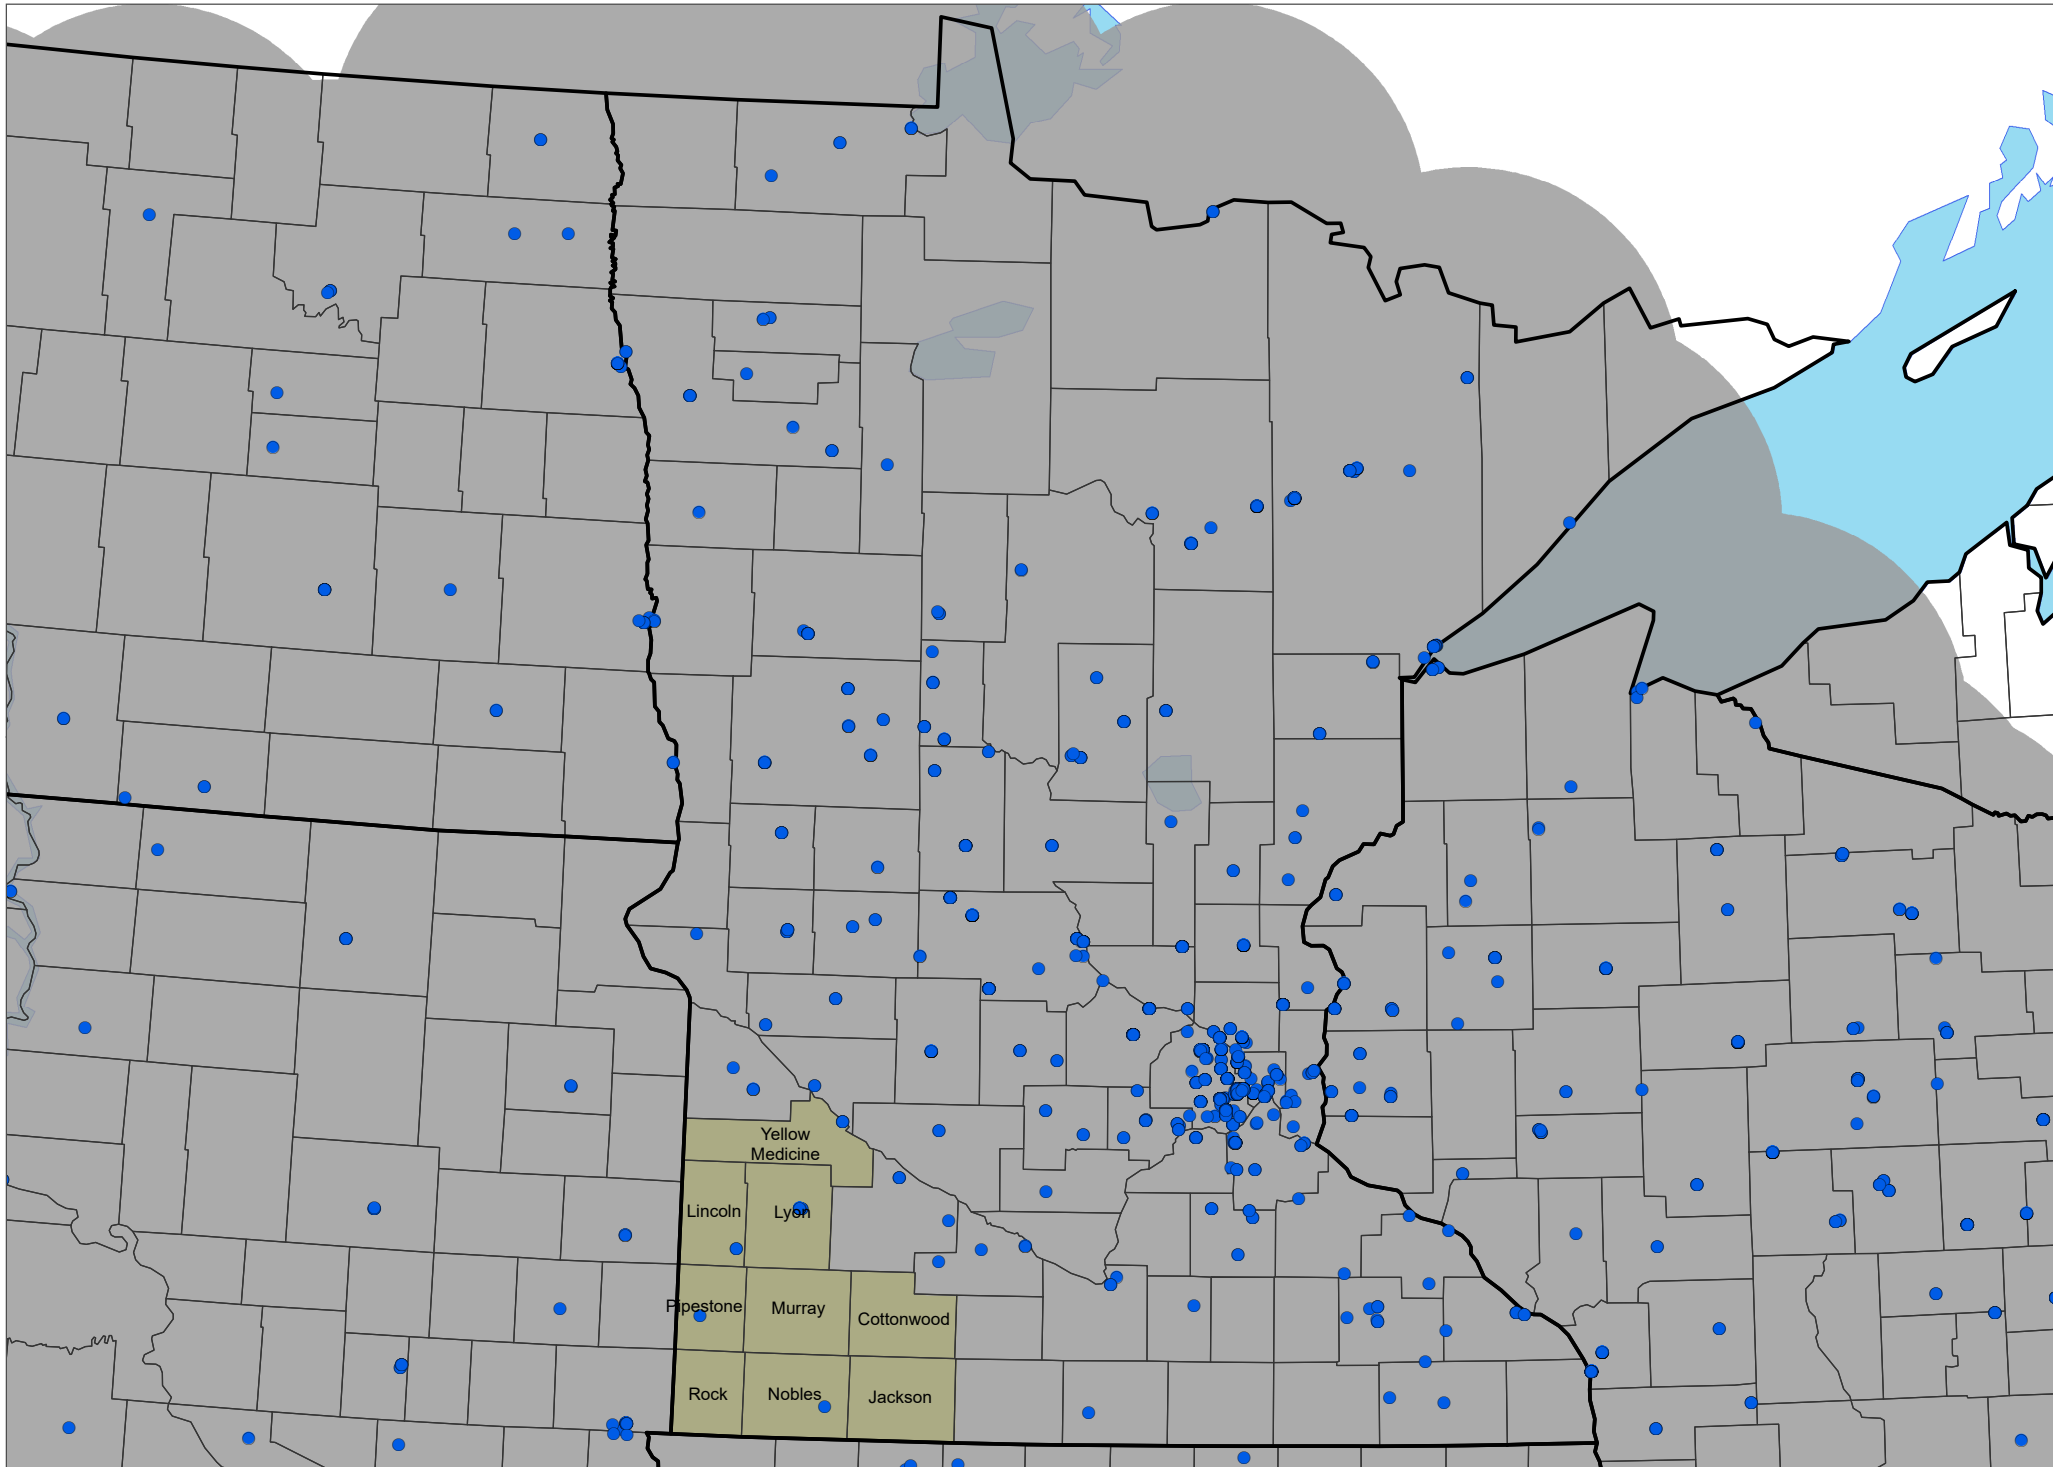 Yellow
Medicine
Lincoln
Lyon
Pipestone
Murray
Cottonwood
Rock
Nobles
Jackson